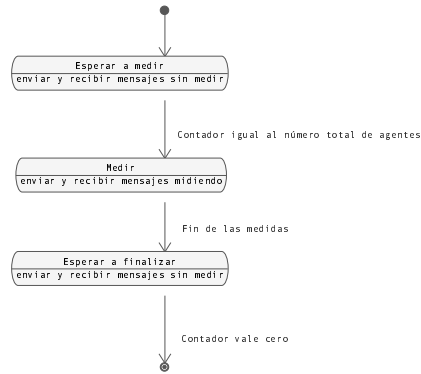 Esperar a medir
enviar y recibir mensajes sin medir
Contador igual al número total de agentes
Medir
enviar y recibir mensajes midiendo
Fin de las medidas
Esperar a finalizar
enviar y recibir mensajes sin medir
Contador vale cero